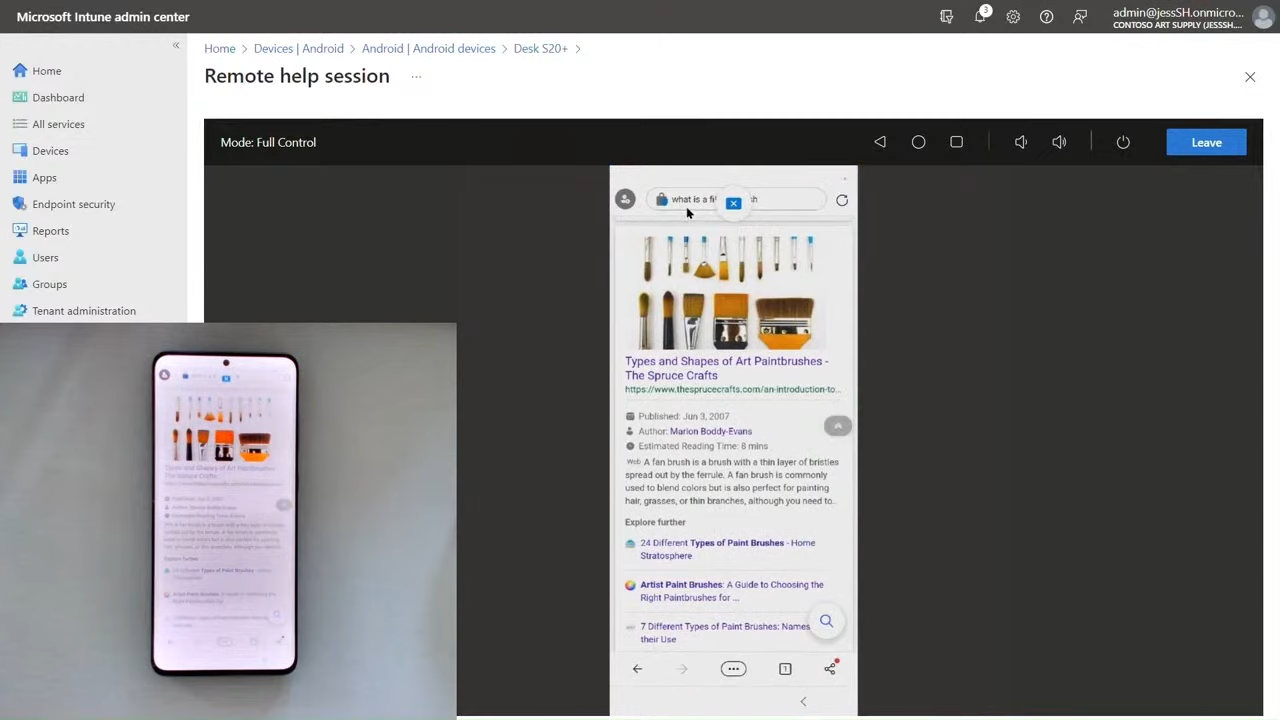 Microsoft Intune admin center
3
admin@jessSH.onmicro...
CONTOSO ART SUPPLY (JESSSH....
Home > Devices | Android > Android | Android devices > Desk S20+ >
Remote help session ...
Home
Dashboard
All services
Devices
Apps
Endpoint security
Reports
Users
Groups
Tenant administration
Mode: Full Control
Leave
what is a
Types and Shapes of Art Paintbrushes -
The Spruce Crafts
https://www.thesprucecrafts.com/an-introduction-to...
Published: Jun 3, 2007
Author: Marion Boddy-Evans
Estimated Reading Time: 8 mins
Web A fan brush is a brush with a thin layer of bristles
spread out by the ferrule. A fan brush is commonly
used to blend colors but is also perfect for painting
hair, grasses, or thin branches, although you need to...
Explore further
24 Different Types of Paint Brushes - Home
Stratosphere
Artist Paint Brushes: A Guide to Choosing the
Right Paintbrushes for ...
7 Different Types of Paint Brushes: Names
their Use
1